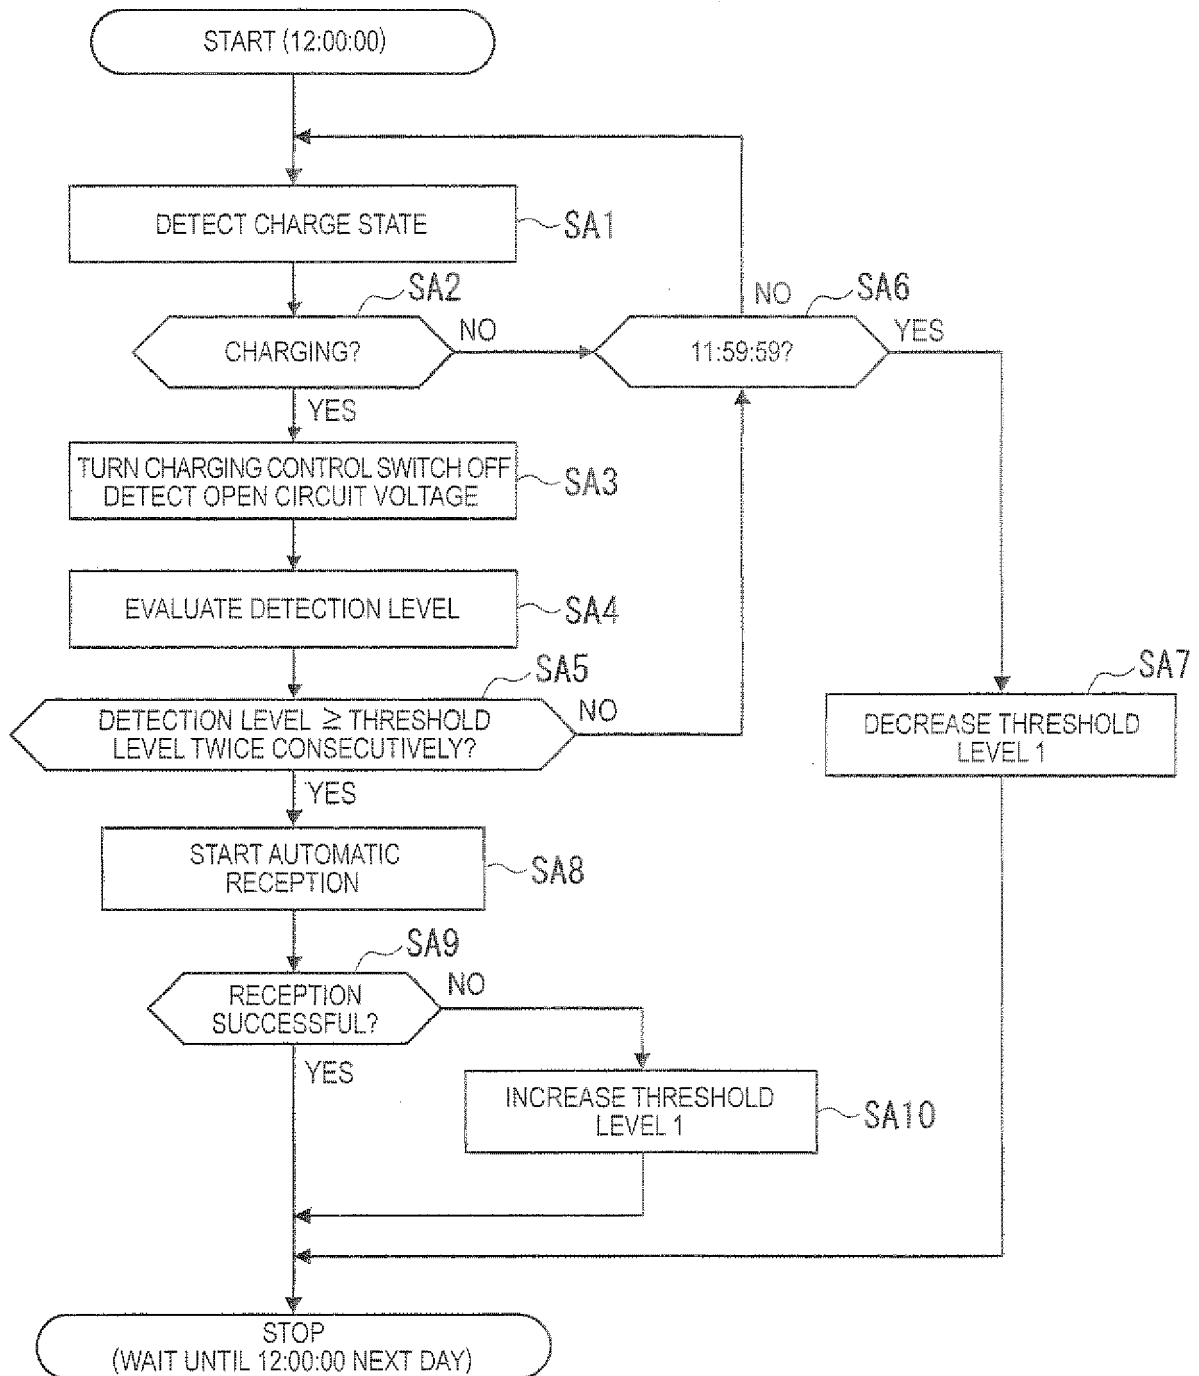 START (12:00:00)
DETECT CHARGE STATE
SA1
SA2
CHARGING?
NO
YES
NO
SA6
11:59:59?
YES
TURN CHARGING CONTROL SWITCH OFF
DETECT OPEN CIRCUIT VOLTAGE
SA3
EVALUATE DETECTION LEVEL
SA4
SA5
DETECTION LEVEL ≧ THRESHOLD
LEVEL TWICE CONSECUTIVELY?
NO
YES
SA7
DECREASE THRESHOLD
LEVEL 1
START AUTOMATIC
RECEPTION
SA8
SA9
RECEPTION
SUCCESSFUL?
NO
YES
INCREASE THRESHOLD
LEVEL 1
SA10
STOP
(WAIT UNTIL 12:00:00 NEXT DAY)